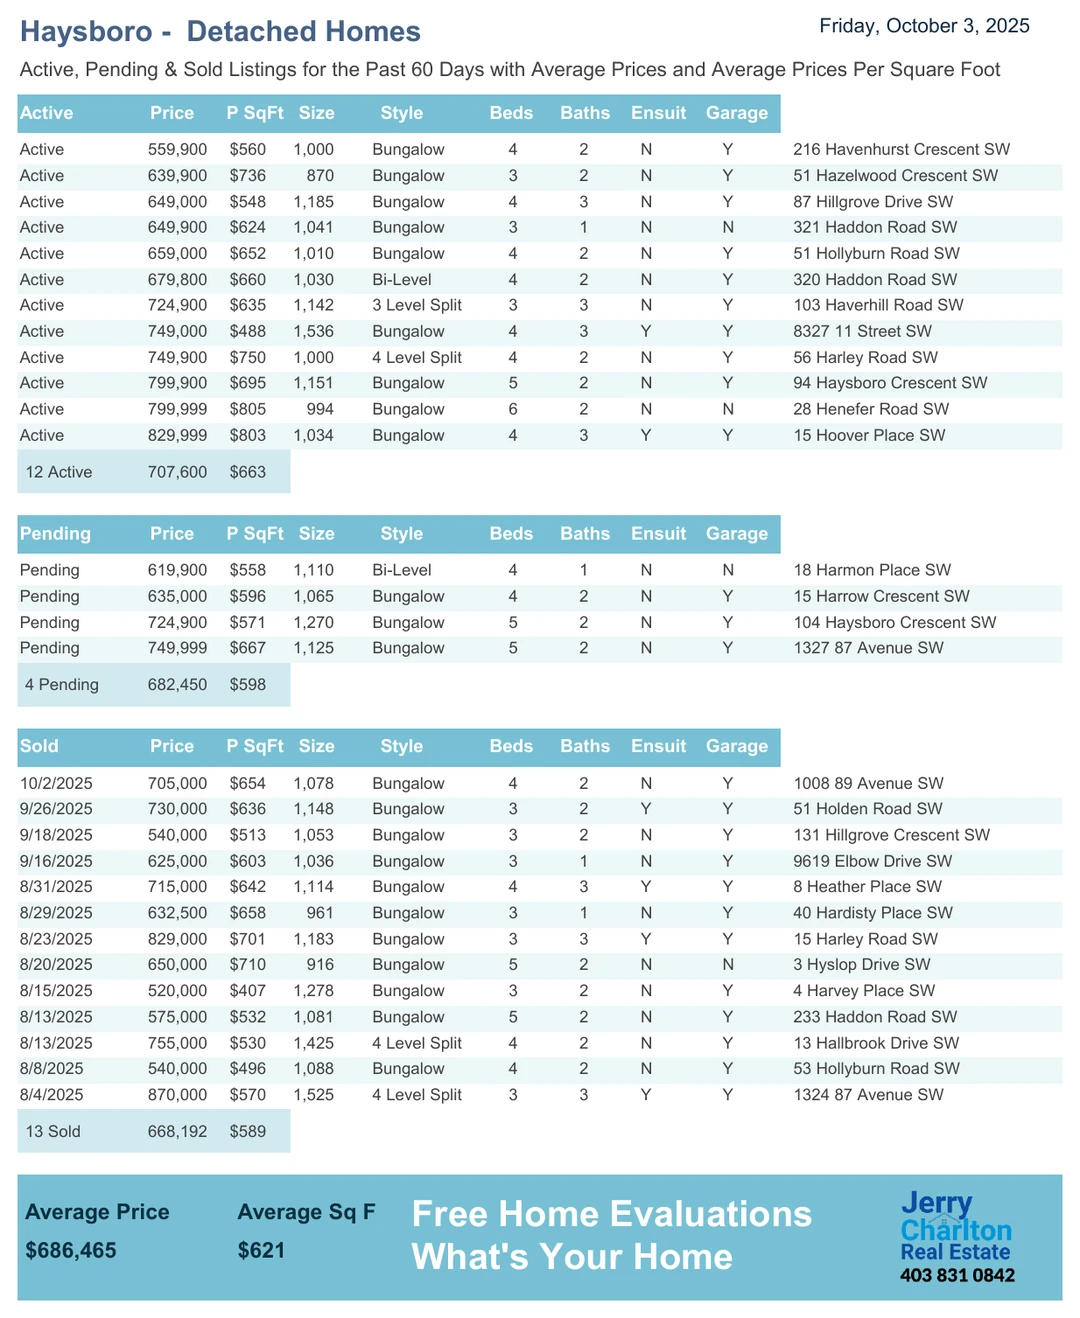 Haysboro - Detached Homes
Friday, October 3, 2025
Active, Pending & Sold Listings for the Past 60 Days with Average Prices and Average Prices Per Square Foot
Active Price P SqFt Size Style Beds Baths Ensuit Garage
Active 559,900 $560 1,000 Bungalow 4 2 N Y 216 Havenhurst Crescent SW
Active 639,900 $736 870 Bungalow 3 2 N Y 51 Hazelwood Crescent SW
Active 649,000 $548 1,185 Bungalow 4 3 N Y 87 Hillgrove Drive SW
Active 649,900 $624 1,041 Bungalow 3 1 N N 321 Haddon Road SW
Active 659,000 $652 1,010 Bungalow 4 2 N Y 51 Hollyburn Road SW
Active 679,800 $660 1,030 Bi-Level 4 2 N Y 320 Haddon Road SW
Active 724,900 $635 1,142 3 Level Split 3 3 N Y 103 Haverhill Road SW
Active 749,000 $488 1,536 Bungalow 4 3 Y Y 8327 11 Street SW
Active 749,900 $750 1,000 4 Level Split 4 2 N Y 56 Harley Road SW
Active 799,900 $695 1,151 Bungalow 5 2 N Y 94 Haysboro Crescent SW
Active 799,999 $805 994 Bungalow 6 2 N N 28 Henefer Road SW
Active 829,999 $803 1,034 Bungalow 4 3 Y Y 15 Hoover Place SW
12 Active 707,600 $663
Pending Price P SqFt Size Style Beds Baths Ensuit Garage
Pending 619,900 $558 1,110 Bi-Level 4 1 N N 18 Harmon Place SW
Pending 635,000 $596 1,065 Bungalow 4 2 N Y 15 Harrow Crescent SW
Pending 724,900 $571 1,270 Bungalow 5 2 N Y 104 Haysboro Crescent SW
Pending 749,999 $667 1,125 Bungalow 5 2 N Y 1327 87 Avenue SW
4 Pending 682,450 $598
Sold Price P SqFt Size Style Beds Baths Ensuit Garage
10/2/2025 705,000 $654 1,078 Bungalow 4 2 N Y 1008 89 Avenue SW
9/26/2025 730,000 $636 1,148 Bungalow 3 2 Y Y 51 Holden Road SW
9/18/2025 540,000 $513 1,053 Bungalow 3 2 N Y 131 Hillgrove Crescent SW
9/16/2025 625,000 $603 1,036 Bungalow 3 1 N Y 9619 Elbow Drive SW
8/31/2025 715,000 $642 1,114 Bungalow 4 3 Y Y 8 Heather Place SW
8/29/2025 632,500 $658 961 Bungalow 3 1 N Y 40 Hardisty Place SW
8/23/2025 829,000 $701 1,183 Bungalow 3 3 Y Y 15 Harley Road SW
8/20/2025 650,000 $710 916 Bungalow 5 2 N N 3 Hyslop Drive SW
8/15/2025 520,000 $407 1,278 Bungalow 3 2 N Y 4 Harvey Place SW
8/13/2025 575,000 $532 1,081 Bungalow 5 2 N Y 233 Haddon Road SW
8/13/2025 755,000 $530 1,425 4 Level Split 4 2 N Y 13 Hallbrook Drive SW
8/8/2025 540,000 $496 1,088 Bungalow 4 2 N Y 53 Hollyburn Road SW
8/4/2025 870,000 $570 1,525 4 Level Split 3 3 Y Y 1324 87 Avenue SW
13 Sold 668,192 $589
Average Price Average Sq F
$686,465 $621
Free Home Evaluations
What's Your Home
Jerry
Charlton
Real Estate
403 831 0842